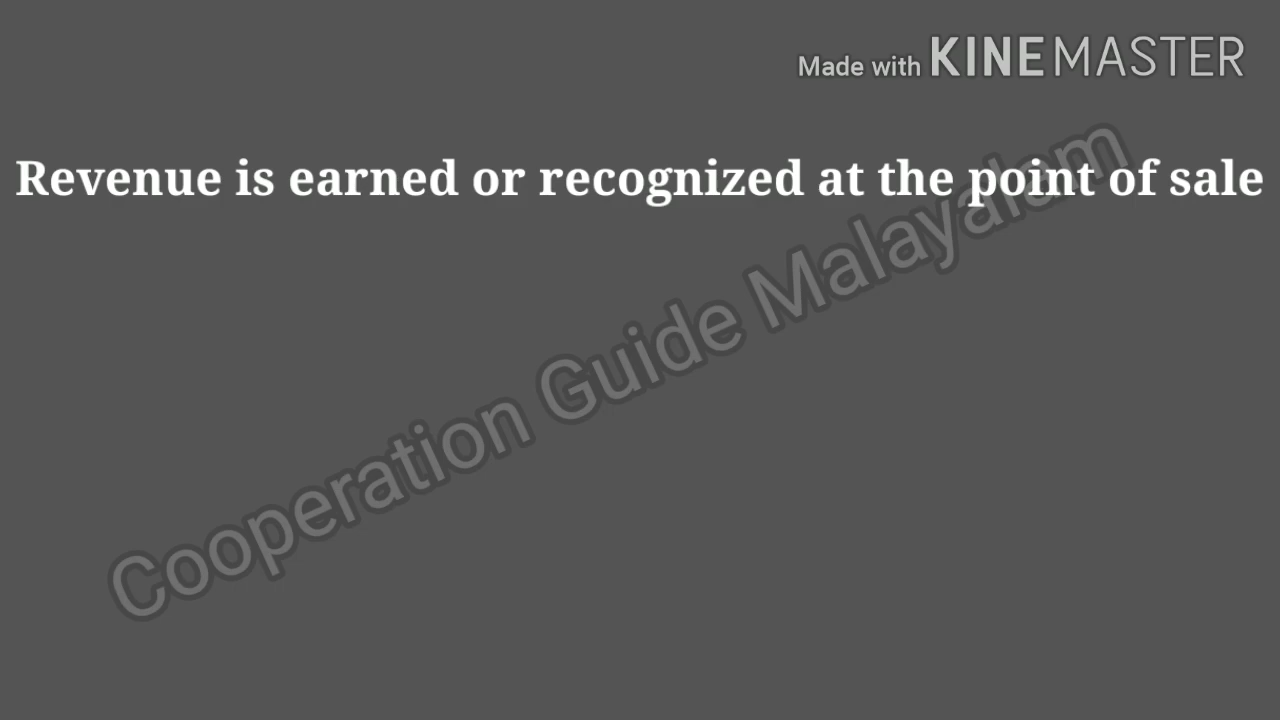 Made with KINEMASTER
Revenue is earned or recognized at the point of sale
Cooperation Guide Malayalam